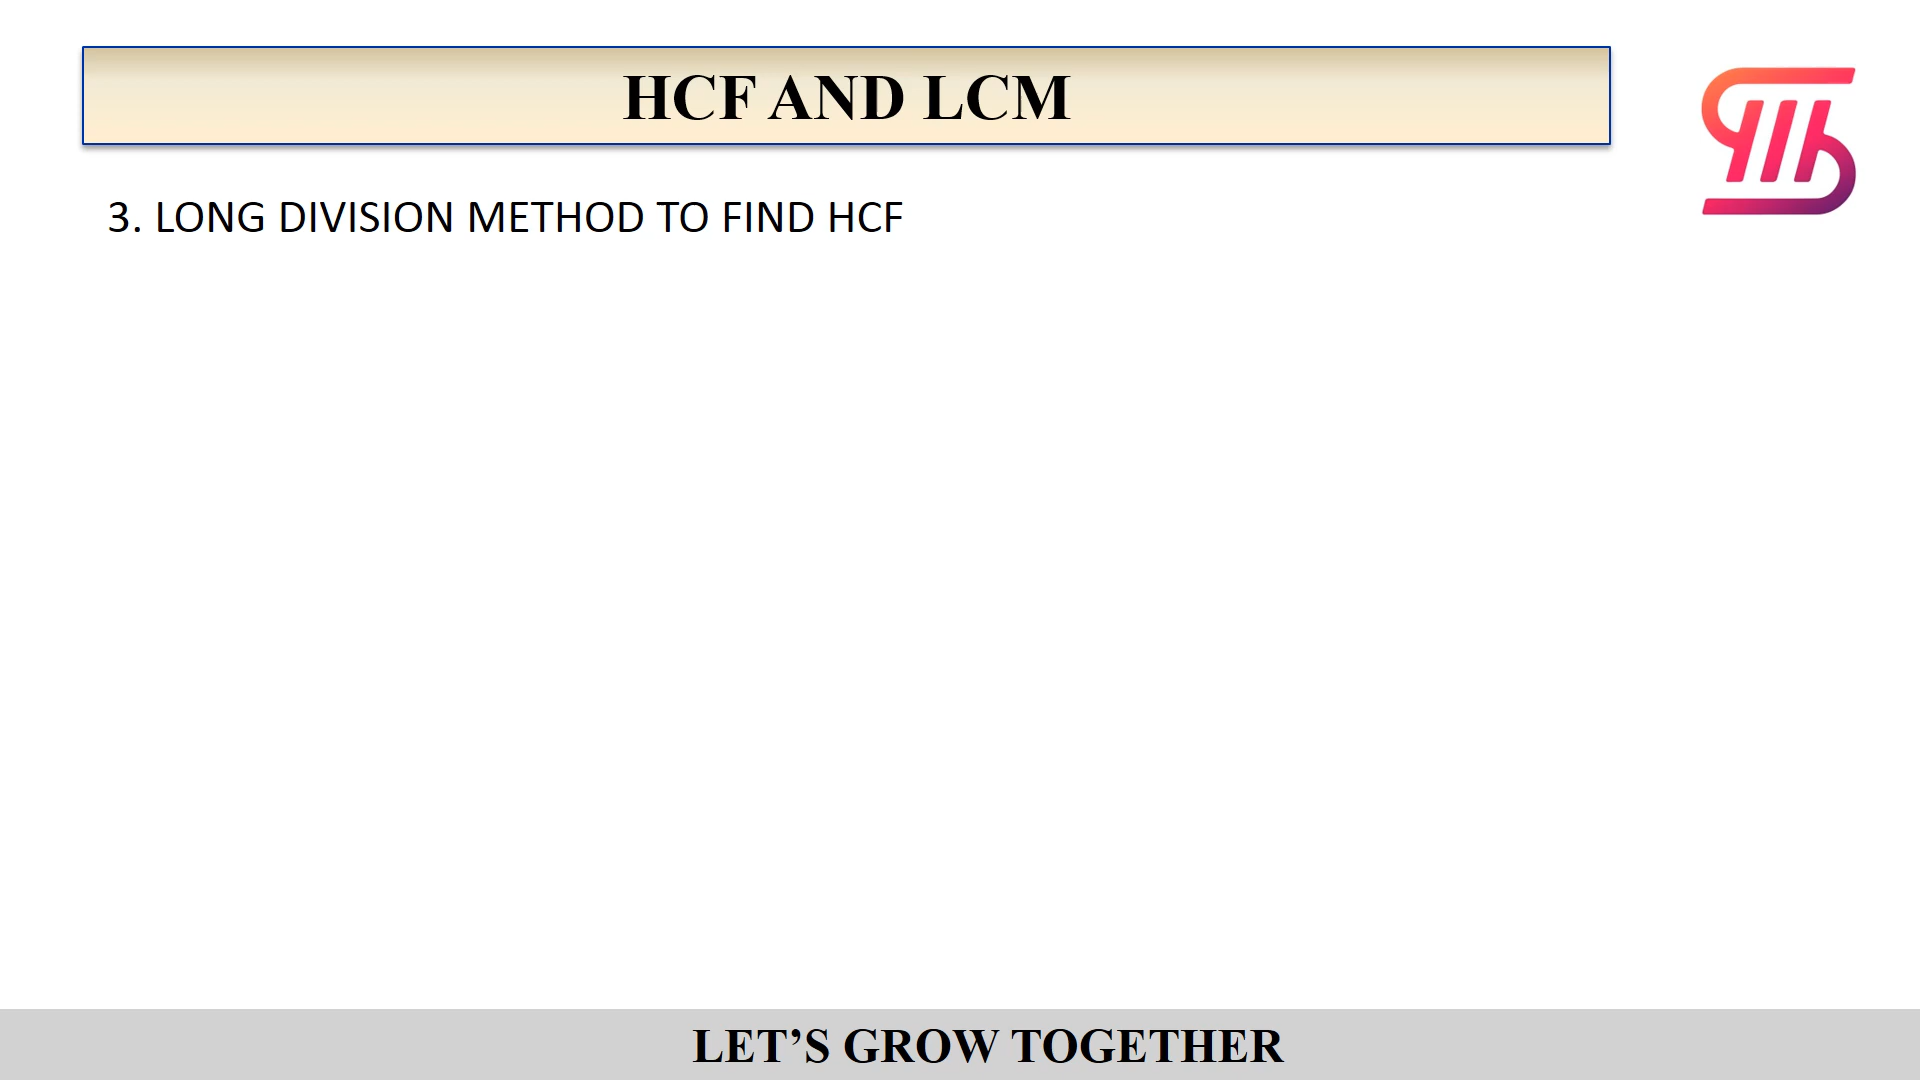 HCF AND LCM
3. LONG DIVISION METHOD TO FIND HCF
LET’S GROW TOGETHER